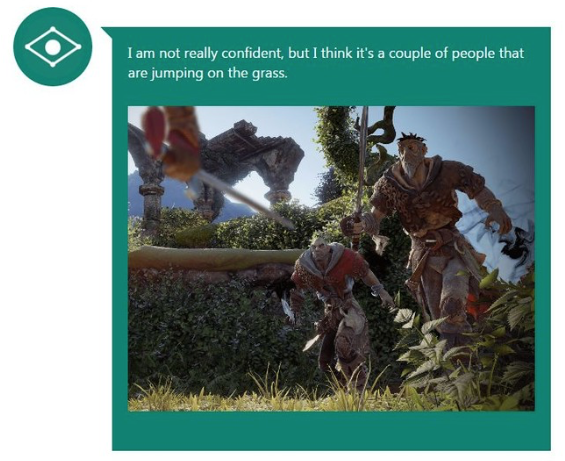 I am not really confident, but I think it's a couple of people that
are jumping on the grass.